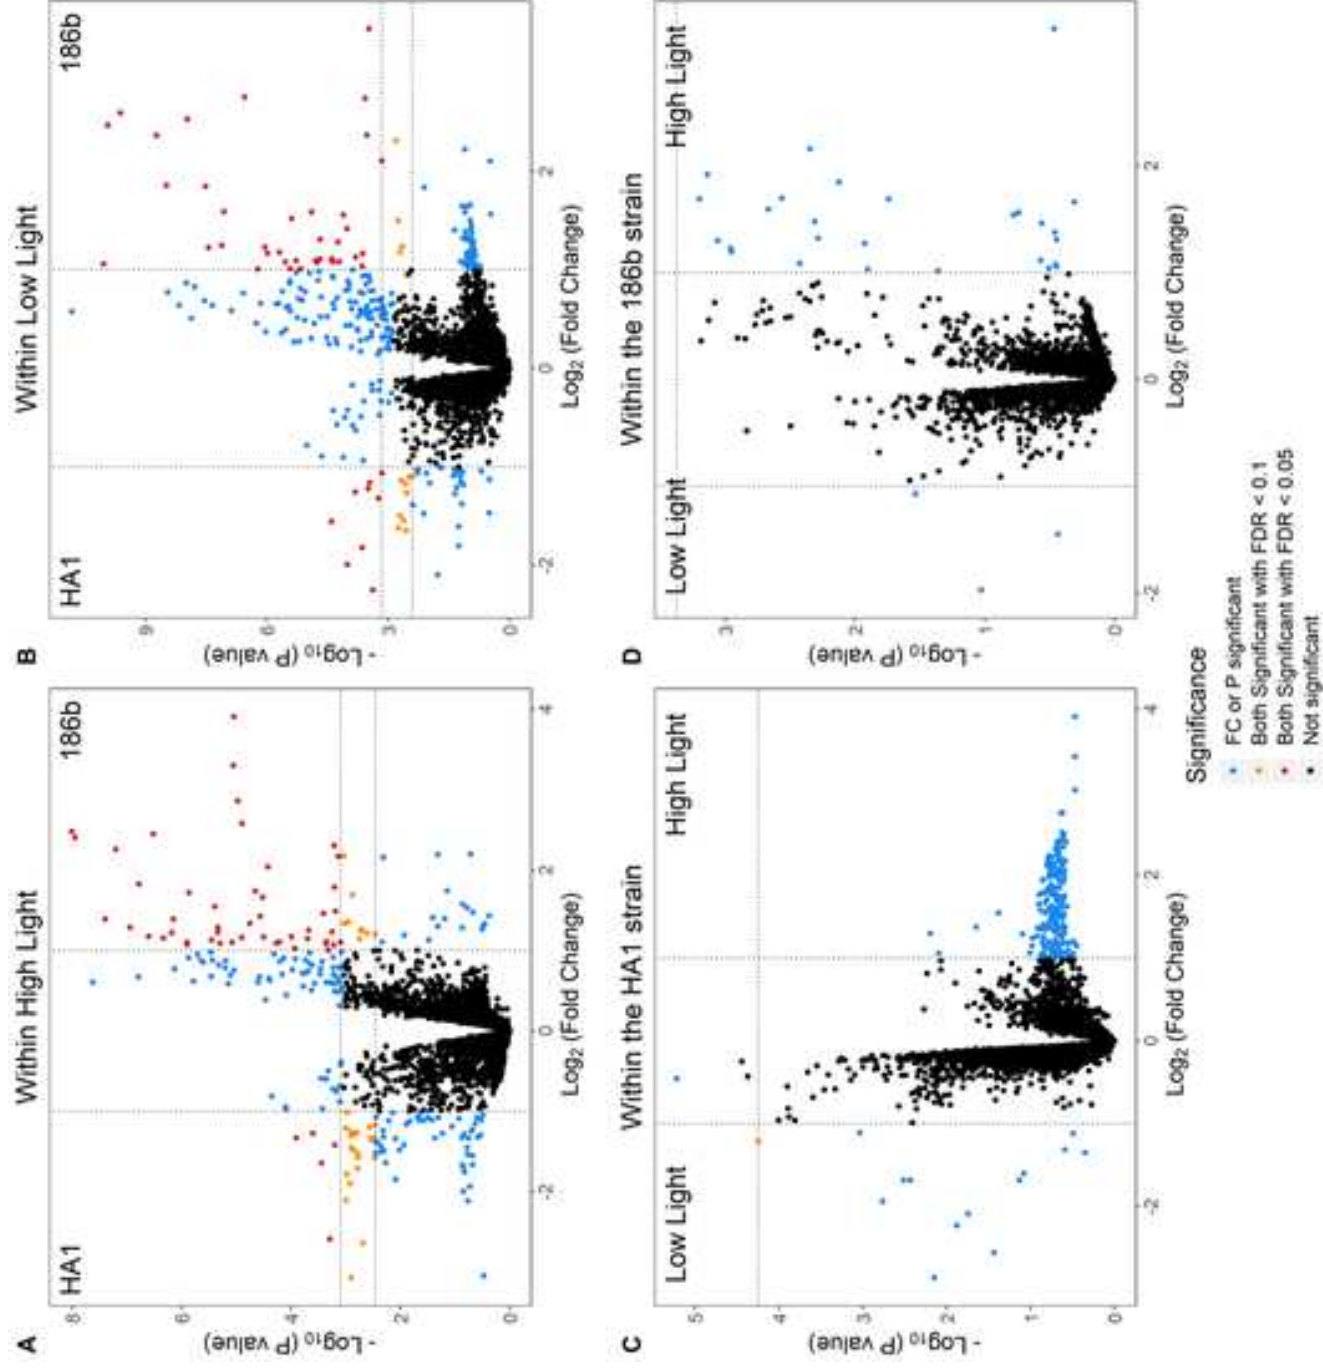 A
Within High Light
HA1
186b
- Log₁₀ (P value)
8
6
4
2
0
-2
0
2
4
Log₂ (Fold Change)
B
Within Low Light
HA1
186b
- Log₁₀ (P value)
9
6
3
0
-2
0
2
Log₂ (Fold Change)
C
Within the HA1 strain
Low Light
High Light
- Log₁₀ (P value)
5
4
3
2
1
0
-2
0
2
4
Log₂ (Fold Change)
D
Within the 186b strain
Low Light
High Light
- Log₁₀ (P value)
3
2
1
0
-2
0
2
Log₂ (Fold Change)
Significance
FC or P significant
Both Significant with FDR < 0.1
Both Significant with FDR < 0.05
Not significant